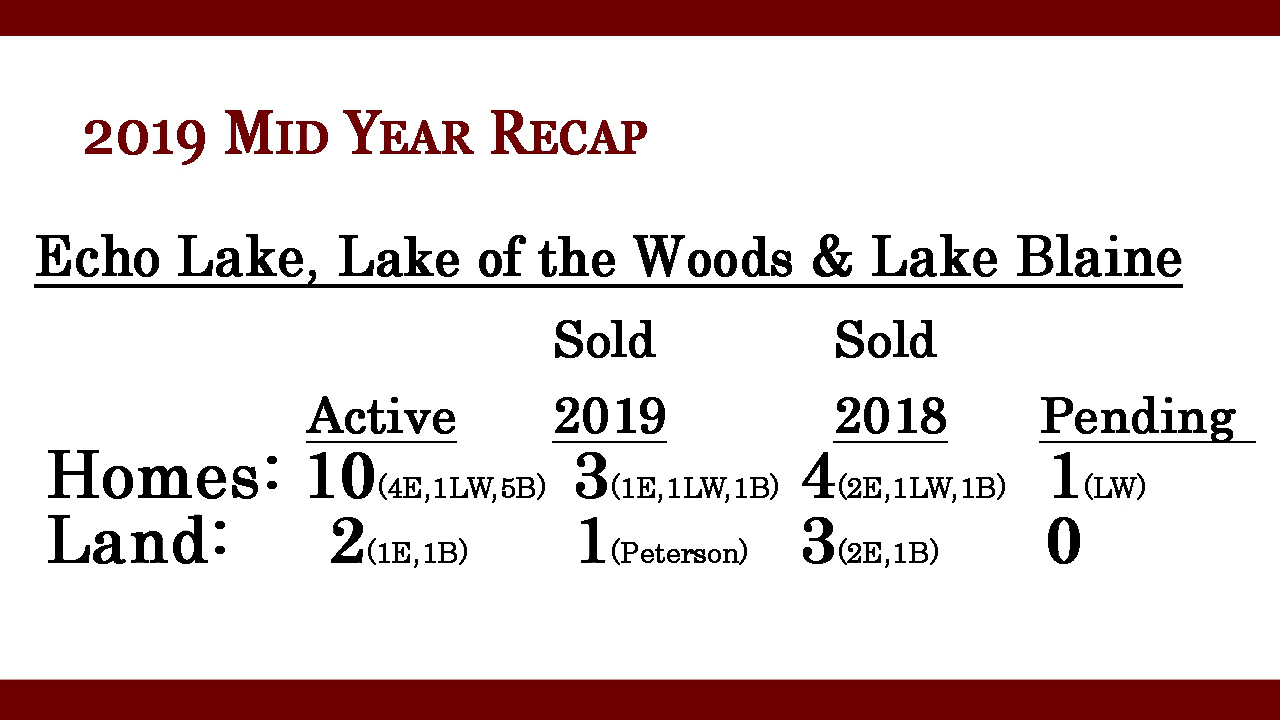 2019 Mid Year Recap
Echo Lake, Lake of the Woods & Lake Blaine
Sold Sold
Active 2019 2018 Pending
Homes: 10(4E,1LW,5B) 3(1E,1LW,1B) 4(2E,1LW,1B) 1(LW)
Land: 2(1E,1B) 1(Peterson) 3(2E,1B) 0